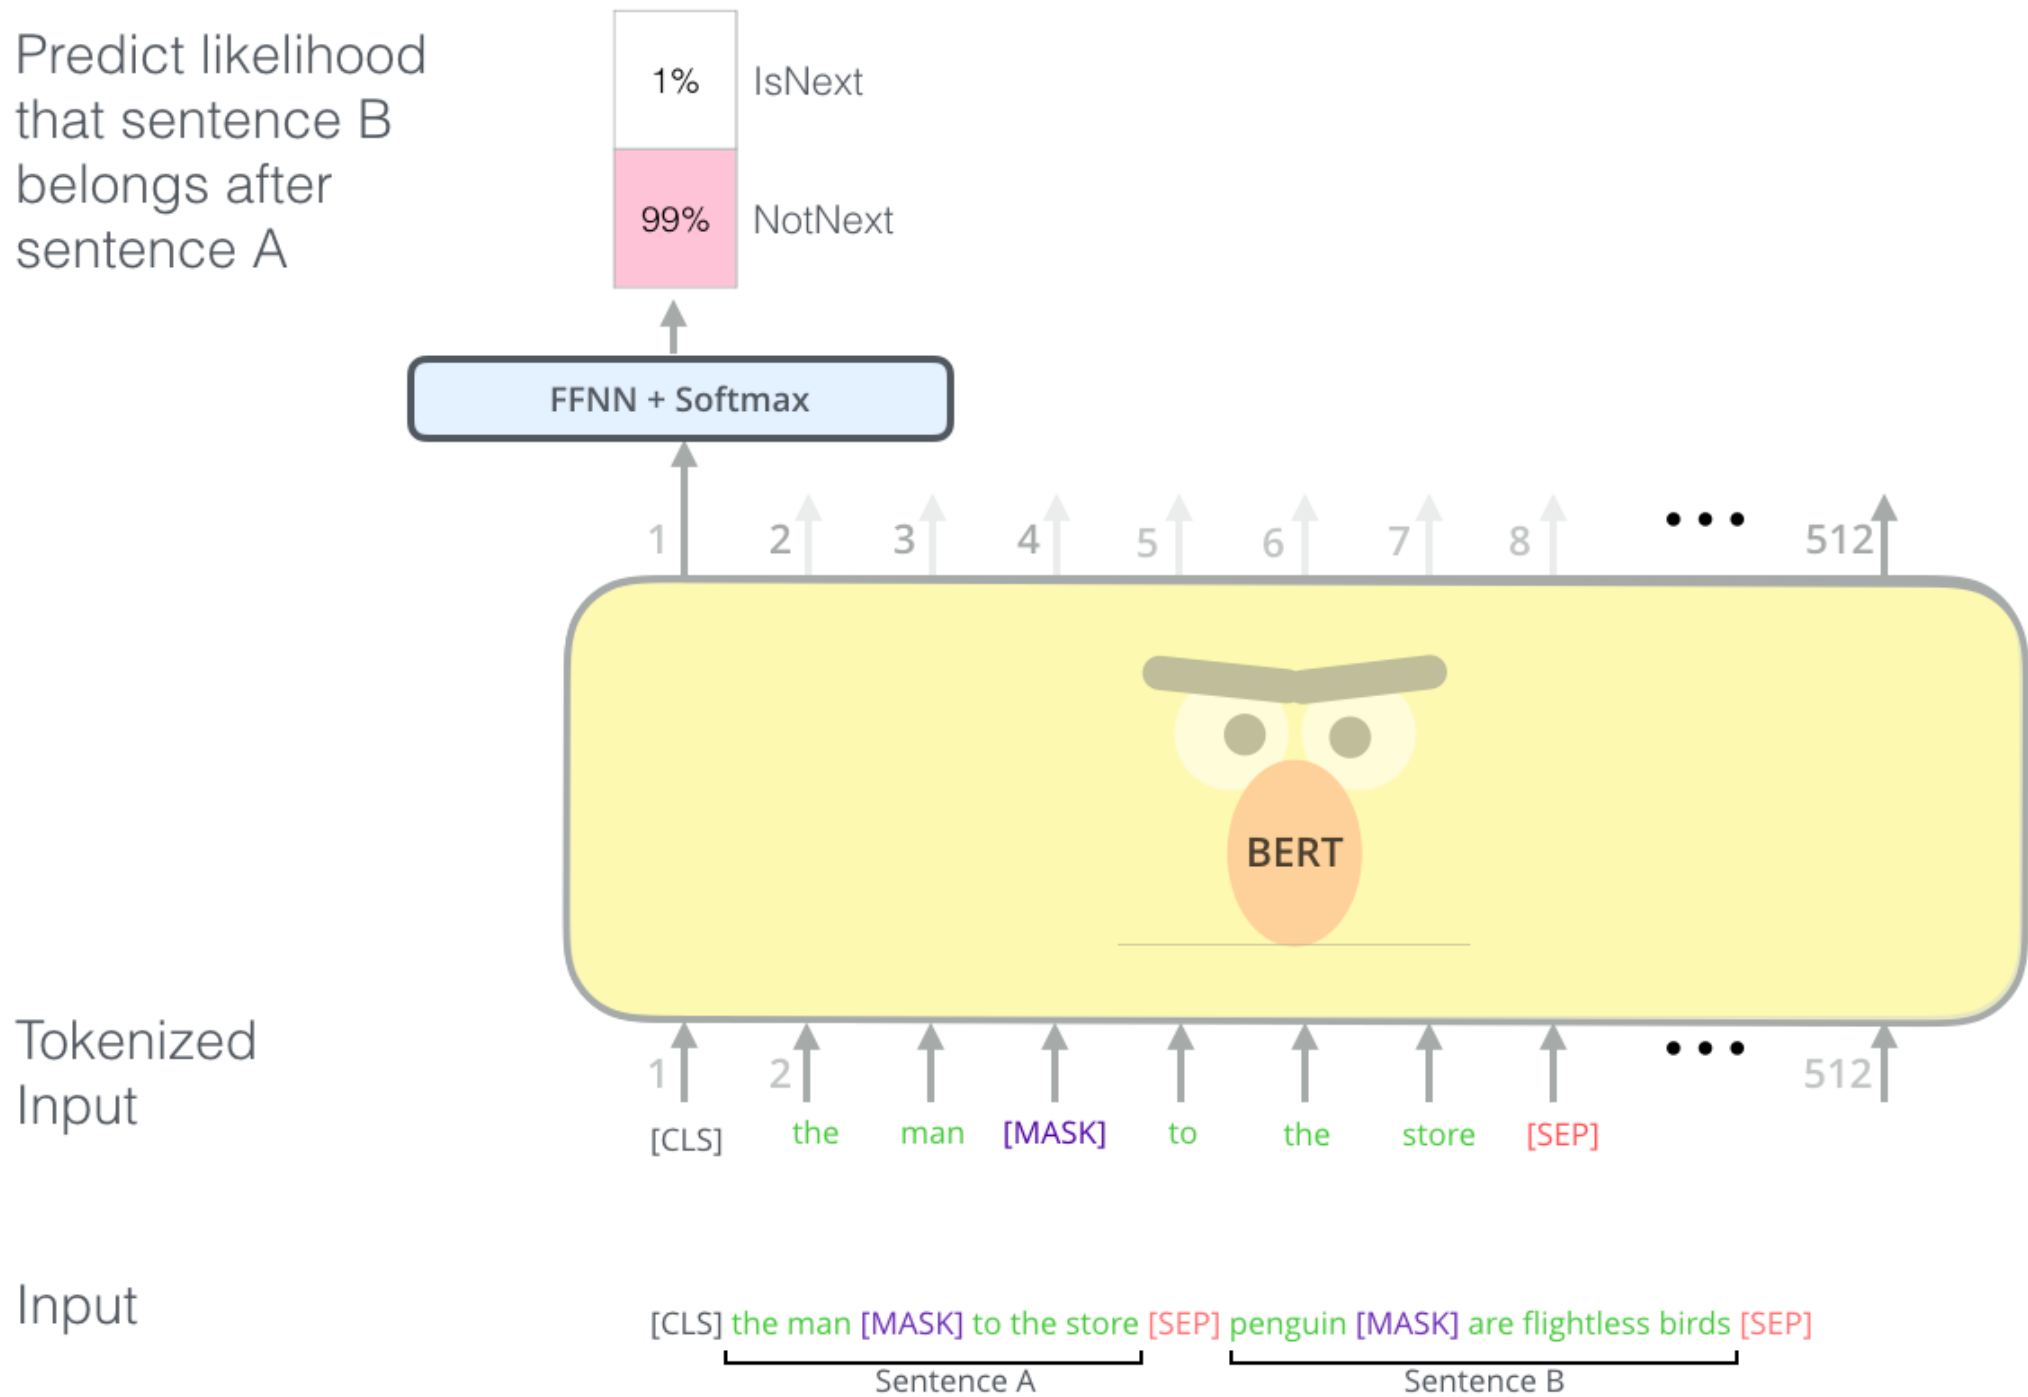 Predict likelihood
that sentence B
belongs after
sentence A
1% IsNext
99% NotNext
FFNN + Softmax
1 2 3 4 5 6 7 8 ••• 512
BERT
Tokenized
Input
1 2 ••• 512
[CLS] the man [MASK] to the store [SEP]
Input
[CLS] the man [MASK] to the store [SEP] penguin [MASK] are flightless birds [SEP]
Sentence A Sentence B